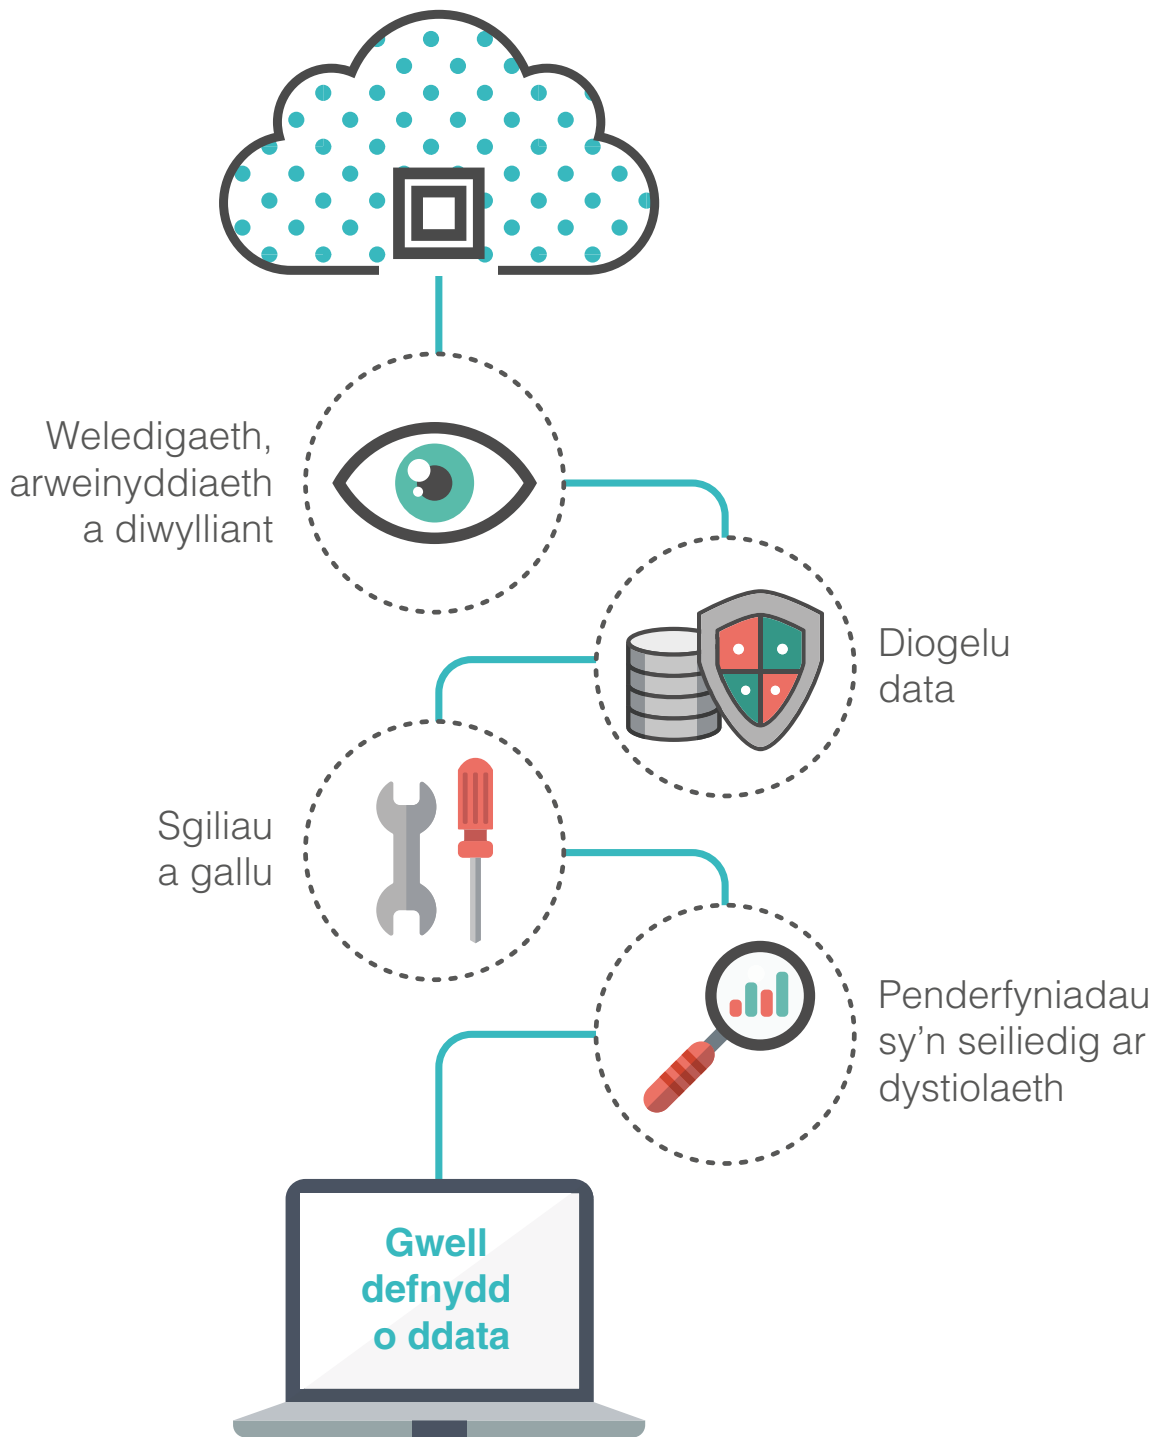 Weledigaeth,
arweinyddiaeth
a diwylliant
Diogelu
data
Sgiliau
a gallu
Penderfyniadau
sy’n seiliedig ar
dystiolaeth
Gwell
defnydd
o ddata